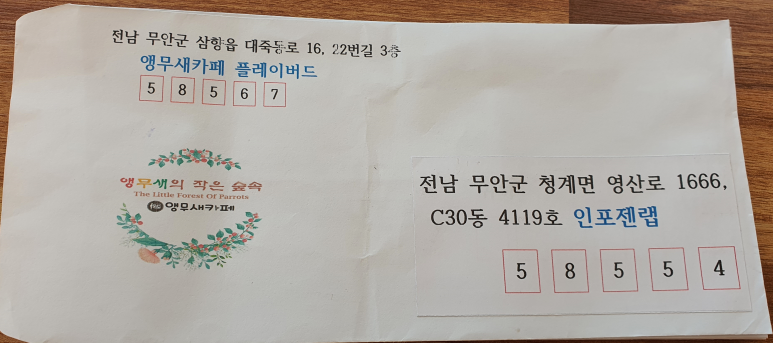 전남 무안군 삼향읍 대죽동로 16, 22번길 3층
앵무새카페 플레이버드
5 8 5 6 7
앵무새의 작은 숲속
The Little Forest Of Parrots
앵무새카페
전남 무안군 청계면 영산로 1666,
C30동 4119호 인포젠랩
5 8 5 5 4